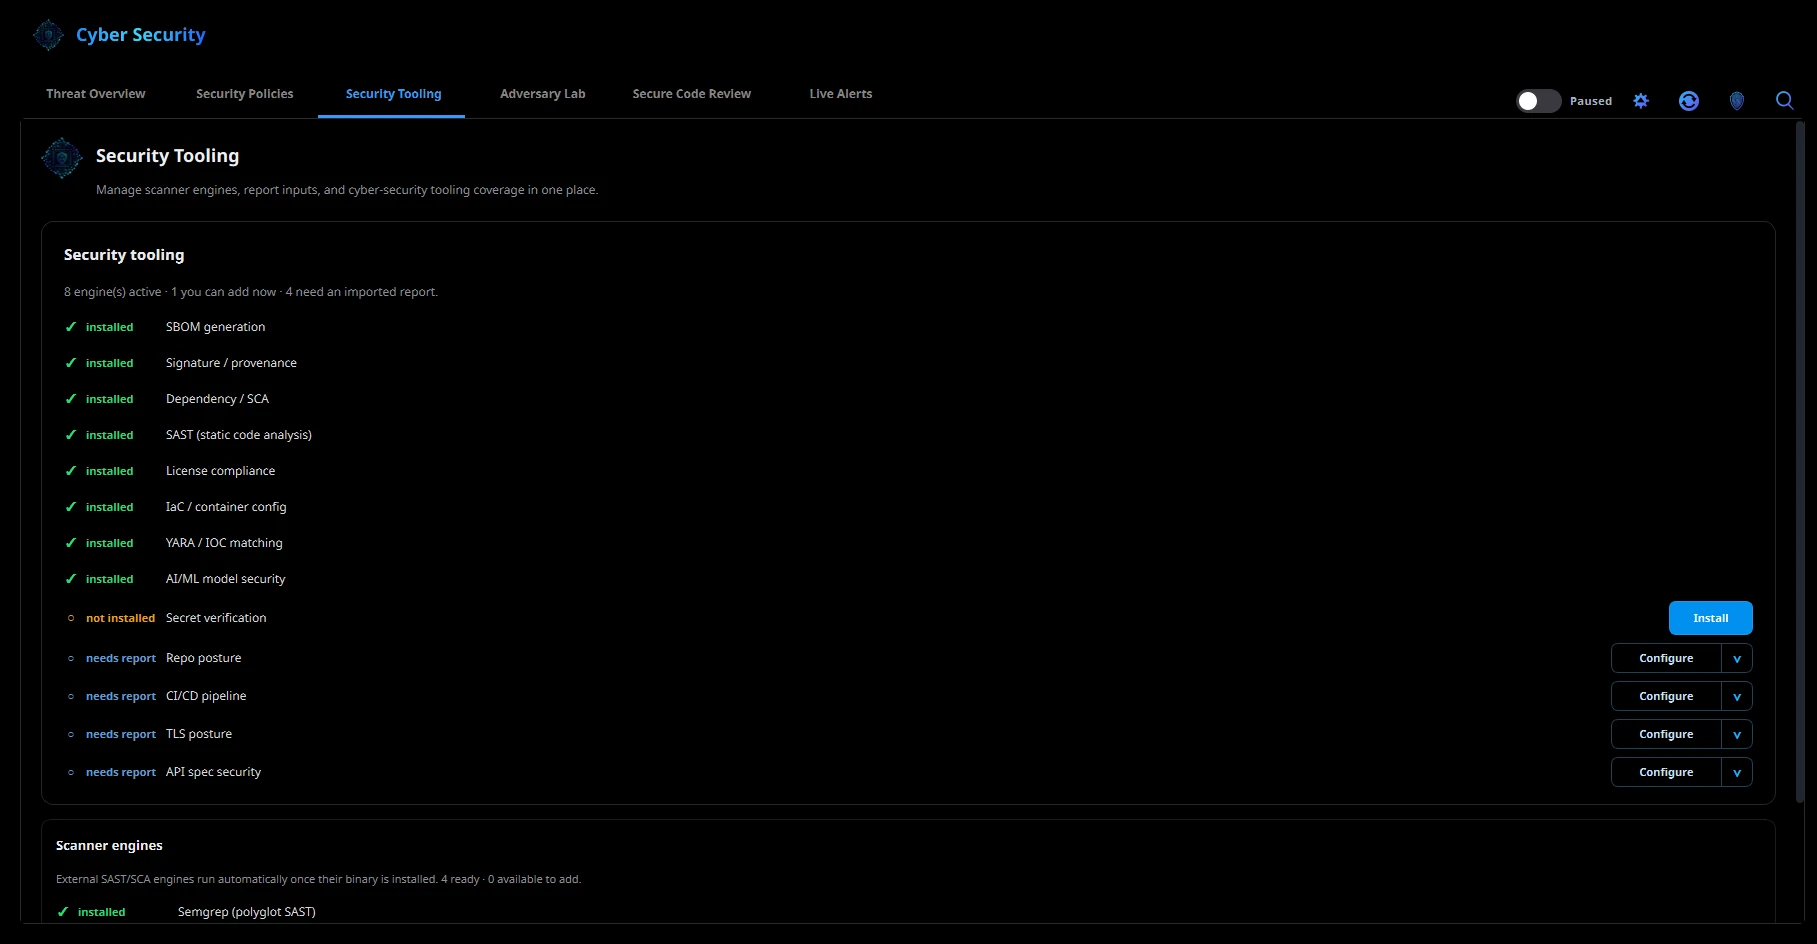 Cyber Security
Threat Overview
Security Policies
Security Tooling
Adversary Lab
Secure Code Review
Live Alerts
Paused
Security Tooling
Manage scanner engines, report inputs, and cyber-security tooling coverage in one place.
Security tooling
8 engine(s) active · 1 you can add now · 4 need an imported report.
✓ installed SBOM generation
✓ installed Signature / provenance
✓ installed Dependency / SCA
✓ installed SAST (static code analysis)
✓ installed License compliance
✓ installed IaC / container config
✓ installed YARA / IOC matching
✓ installed AI/ML model security
○ not installed Secret verification Install
○ needs report Repo posture Configure v
○ needs report CI/CD pipeline Configure v
○ needs report TLS posture Configure v
○ needs report API spec security Configure v
Scanner engines
External SAST/SCA engines run automatically once their binary is installed. 4 ready · 0 available to add.
✓ installed Semgrep (polyglot SAST)